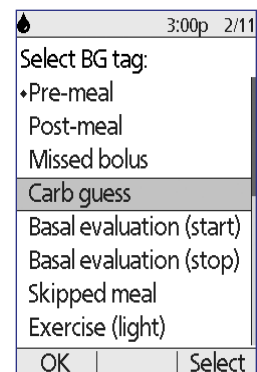 3:00p 2/11
Select BG tag:
•Pre-meal
Post-meal
Missed bolus
Carb guess
Basal evaluation (start)
Basal evaluation (stop)
Skipped meal
Exercise (light)
OK Select